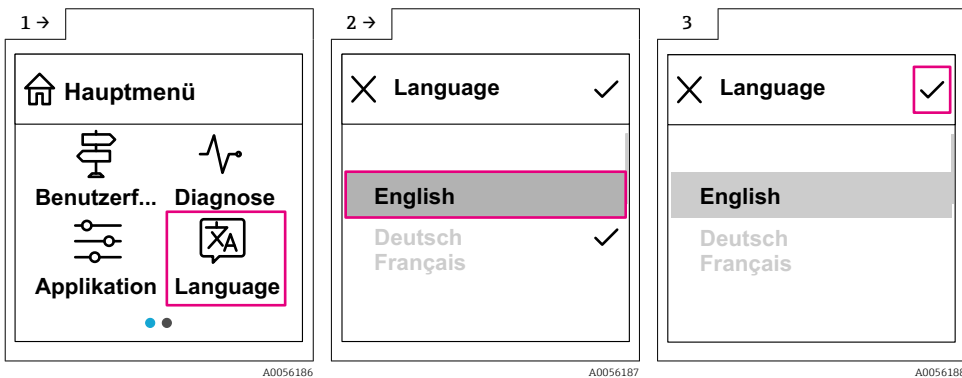 1 →
Hauptmenü
Benutzerf... Diagnose
Applikation Language
A0056186
2 →
Language
English
Deutsch
Français
A0056187
3
Language
English
Deutsch
Français
A0056188